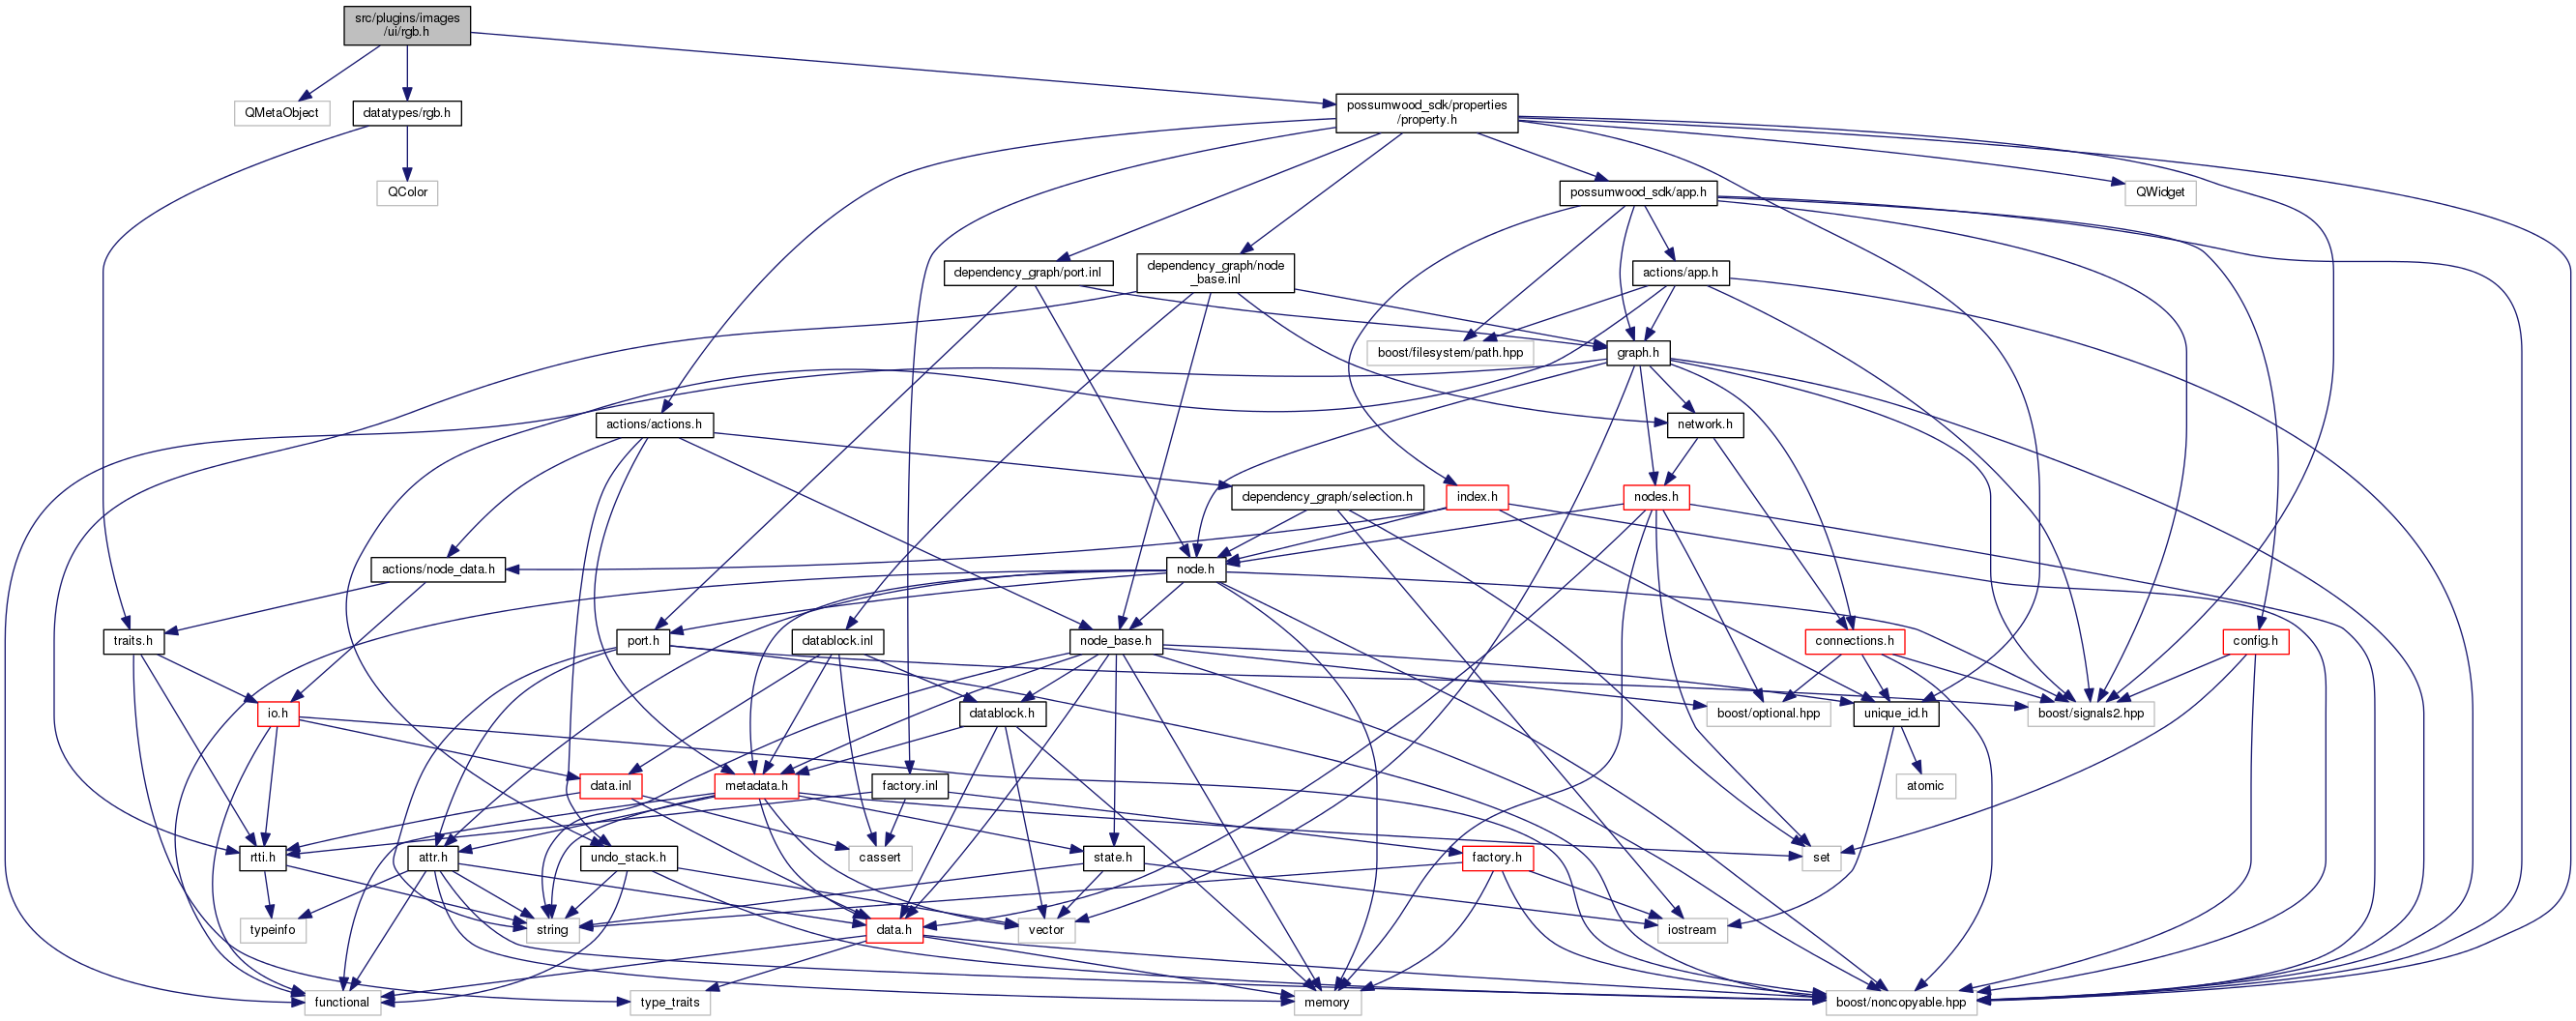 src/plugins/images
/ui/rgb.h
QMetaObject
datatypes/rgb.h
possumwood_sdk/properties
/property.h
QColor
possumwood_sdk/app.h
QWidget
dependency_graph/port.inl
dependency_graph/node
_base.inl
actions/app.h
boost/filesystem/path.hpp
graph.h
actions/actions.h
network.h
dependency_graph/selection.h
index.h
nodes.h
actions/node_data.h
node.h
traits.h
port.h
datablock.inl
node_base.h
connections.h
config.h
io.h
datablock.h
boost/optional.hpp
unique_id.h
boost/signals2.hpp
data.inl
metadata.h
factory.inl
atomic
rtti.h
attr.h
undo_stack.h
cassert
state.h
factory.h
set
typeinfo
string
data.h
vector
iostream
functional
type_traits
memory
boost/noncopyable.hpp